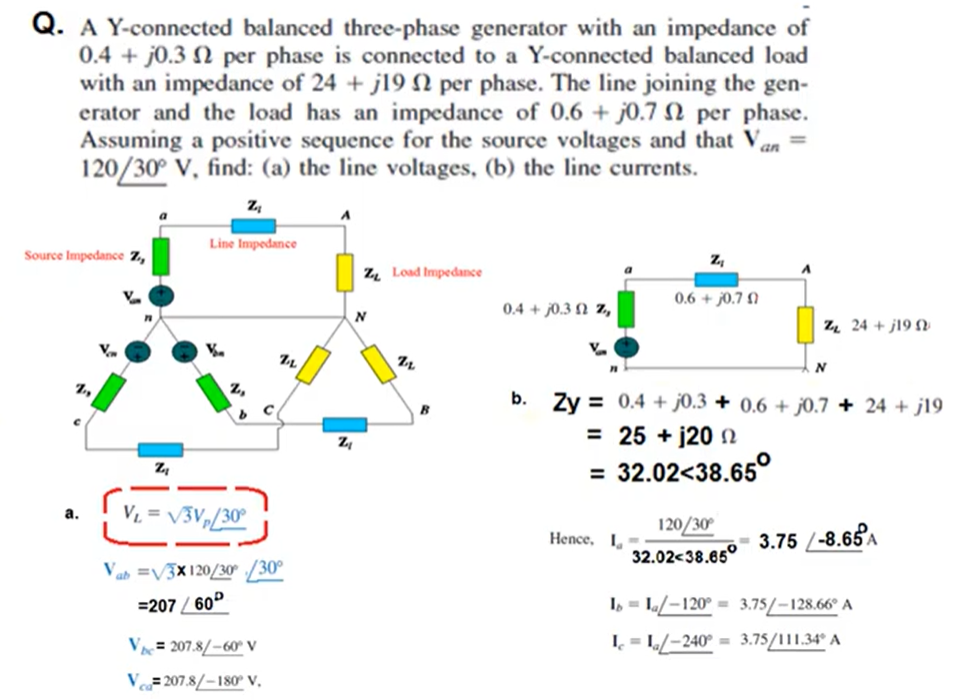 Q. A Y-connected balanced three-phase generator with an impedance of
0.4 + j0.3 Ω per phase is connected to a Y-connected balanced load
with an impedance of 24 + j19 Ω per phase. The line joining the gen-
erator and the load has an impedance of 0.6 + j0.7 Ω per phase.
Assuming a positive sequence for the source voltages and that Van =
120/30° V, find: (a) the line voltages, (b) the line currents.
a Zl A
Source Impedance Zs
Line Impedance
ZL Load Impedance
Van
n N
Vcn Vbn
ZL ZL
Zs Zs
c b C B
Zl
Zl
a Zl A
0.4 + j0.3 Ω Zs
0.6 + j0.7 Ω
ZL 24 + j19 Ω
Van
n N
a. VL = √3Vp/30°
Vab =√3X120/30° /30°
=207 /60°
Vbc = 207.8/−60° V
Vca= 207.8/−180° V,
b. Zy = 0.4 + j0.3 + 0.6 + j0.7 + 24 + j19
= 25 + j20 Ω
= 32.02<38.65°
Hence, Ia = 120/30° / 32.02<38.65° = 3.75 /-8.65° A
Ib = Ia/−120° = 3.75/−128.66° A
Ic = Ia/−240° = 3.75/111.34° A